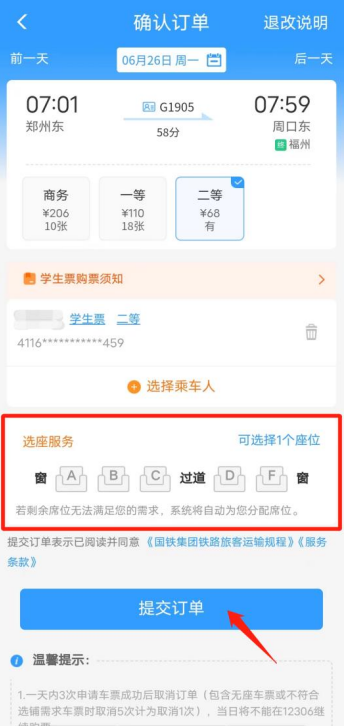 确认订单 退改说明
前一天 06月26日 周一 后一天
07:01 G1905 07:59
郑州东 58分 周口东
终 福州
商务 一等 二等
¥206 ¥110 ¥68
10张 18张 有
学生票购票须知
学生票 二等
4116***********459
选择乘车人
选座服务 可选择1个座位
窗 A B C 过道 D F 窗
若剩余席位无法满足您的需求，系统将自动为您分配席位。
提交订单表示已阅读并同意 《国铁集团铁路旅客运输规程》《服务
条款》
提交订单
温馨提示：
1.一天内3次申请车票成功后取消订单（包含无座车票或不符合
选铺需求车票时取消5次计为取消1次），当日将不能在12306继